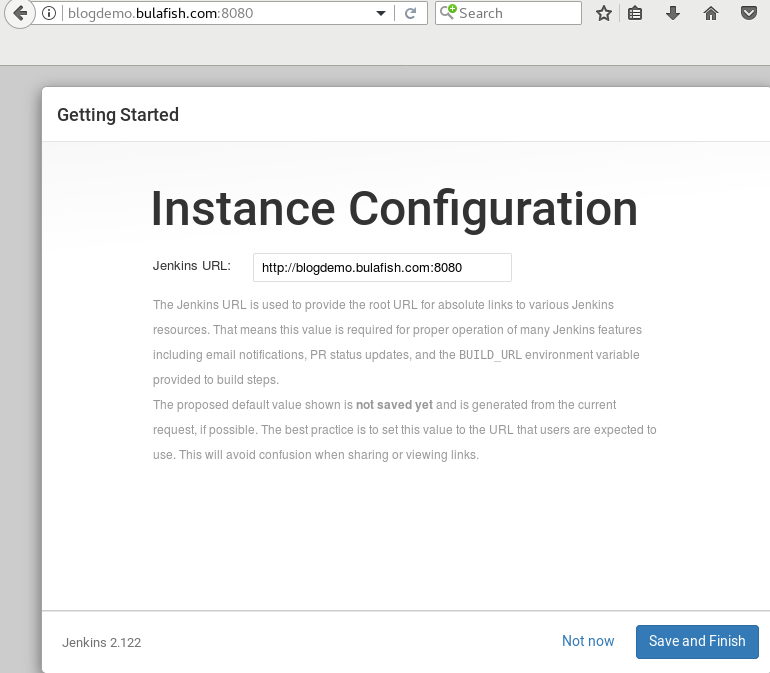 blogdemo.bulafish.com:8080
Search
Getting Started
Instance Configuration
Jenkins URL:
http://blogdemo.bulafish.com:8080
The Jenkins URL is used to provide the root URL for absolute links to various Jenkins
resources. That means this value is required for proper operation of many Jenkins features
including email notifications, PR status updates, and the BUILD_URL environment variable
provided to build steps.
The proposed default value shown is not saved yet and is generated from the current
request, if possible. The best practice is to set this value to the URL that users are expected to
use. This will avoid confusion when sharing or viewing links.
Jenkins 2.122
Not now
Save and Finish